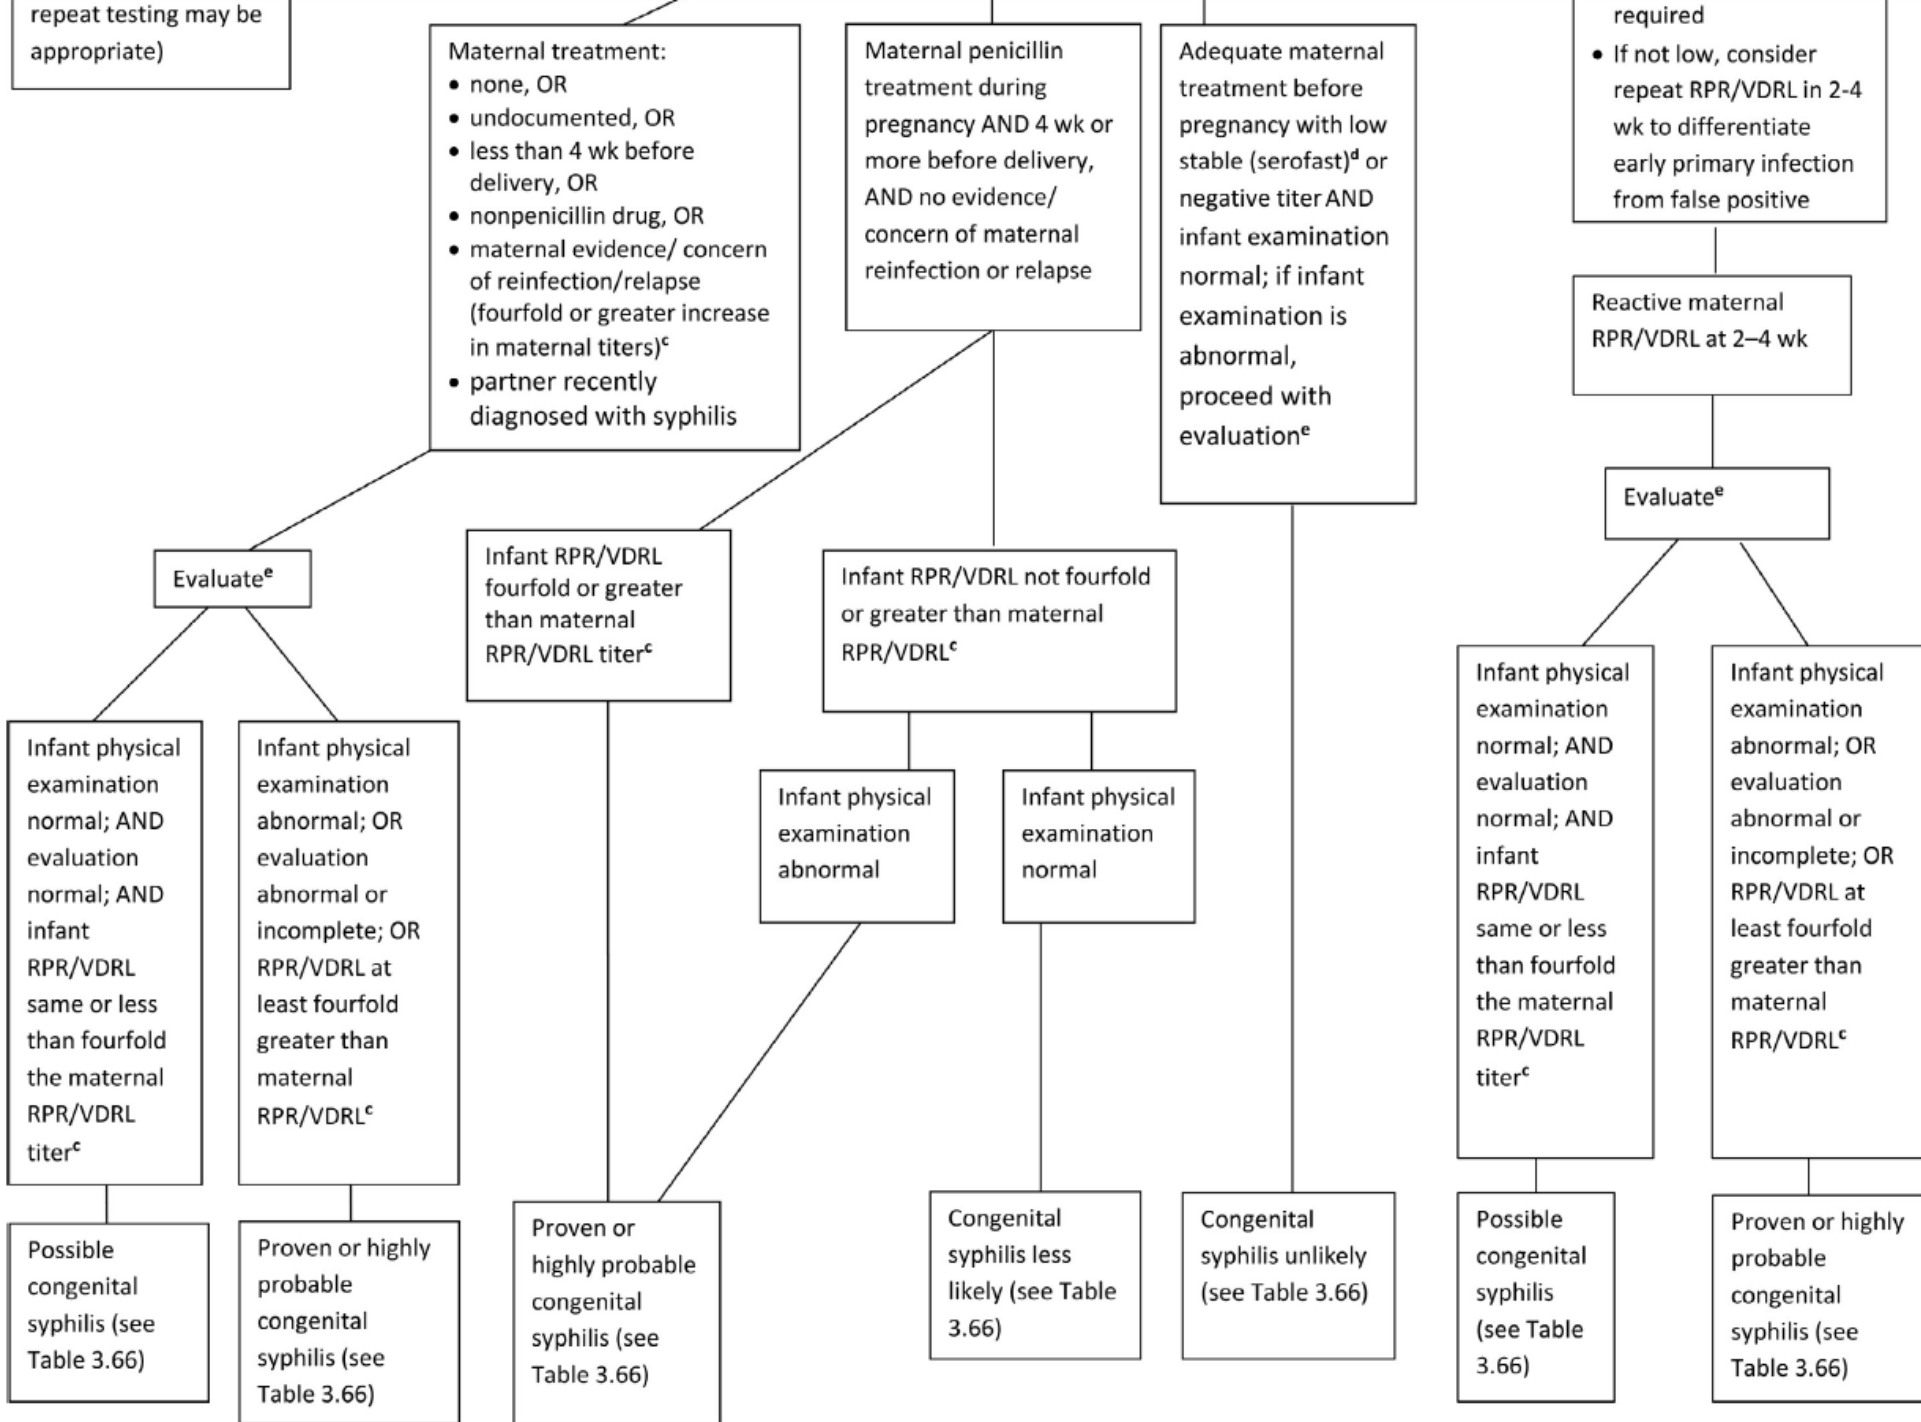 repeat testing may be
appropriate)
Maternal treatment:
• none, OR
• undocumented, OR
• less than 4 wk before
delivery, OR
• nonpenicillin drug, OR
• maternal evidence/ concern
of reinfection/relapse
(fourfold or greater increase
in maternal titers)ᶜ
• partner recently
diagnosed with syphilis
Maternal penicillin
treatment during
pregnancy AND 4 wk or
more before delivery,
AND no evidence/
concern of maternal
reinfection or relapse
Adequate maternal
treatment before
pregnancy with low
stable (serofast)ᵈ or
negative titer AND
infant examination
normal; if infant
examination is
abnormal,
proceed with
evaluationᵉ
required
• If not low, consider
repeat RPR/VDRL in 2-4
wk to differentiate
early primary infection
from false positive
Reactive maternal
RPR/VDRL at 2–4 wk
Evaluateᵉ
Evaluateᵉ
Infant RPR/VDRL
fourfold or greater
than maternal
RPR/VDRL titerᶜ
Infant RPR/VDRL not fourfold
or greater than maternal
RPR/VDRLᶜ
Infant physical
examination
normal; AND
evaluation
normal; AND
infant
RPR/VDRL
same or less
than fourfold
the maternal
RPR/VDRL
titerᶜ
Infant physical
examination
abnormal; OR
evaluation
abnormal or
incomplete; OR
RPR/VDRL at
least fourfold
greater than
maternal
RPR/VDRLᶜ
Infant physical
examination
abnormal
Infant physical
examination
normal
Infant physical
examination
normal; AND
evaluation
normal; AND
infant
RPR/VDRL
same or less
than fourfold
the maternal
RPR/VDRL
titerᶜ
Infant physical
examination
abnormal; OR
evaluation
abnormal or
incomplete; OR
RPR/VDRL at
least fourfold
greater than
maternal
RPR/VDRLᶜ
Possible
congenital
syphilis (see
Table 3.66)
Proven or highly
probable
congenital
syphilis (see
Table 3.66)
Proven or
highly probable
congenital
syphilis (see
Table 3.66)
Congenital
syphilis less
likely (see Table
3.66)
Congenital
syphilis unlikely
(see Table 3.66)
Possible
congenital
syphilis
(see Table
3.66)
Proven or highly
probable
congenital
syphilis (see
Table 3.66)